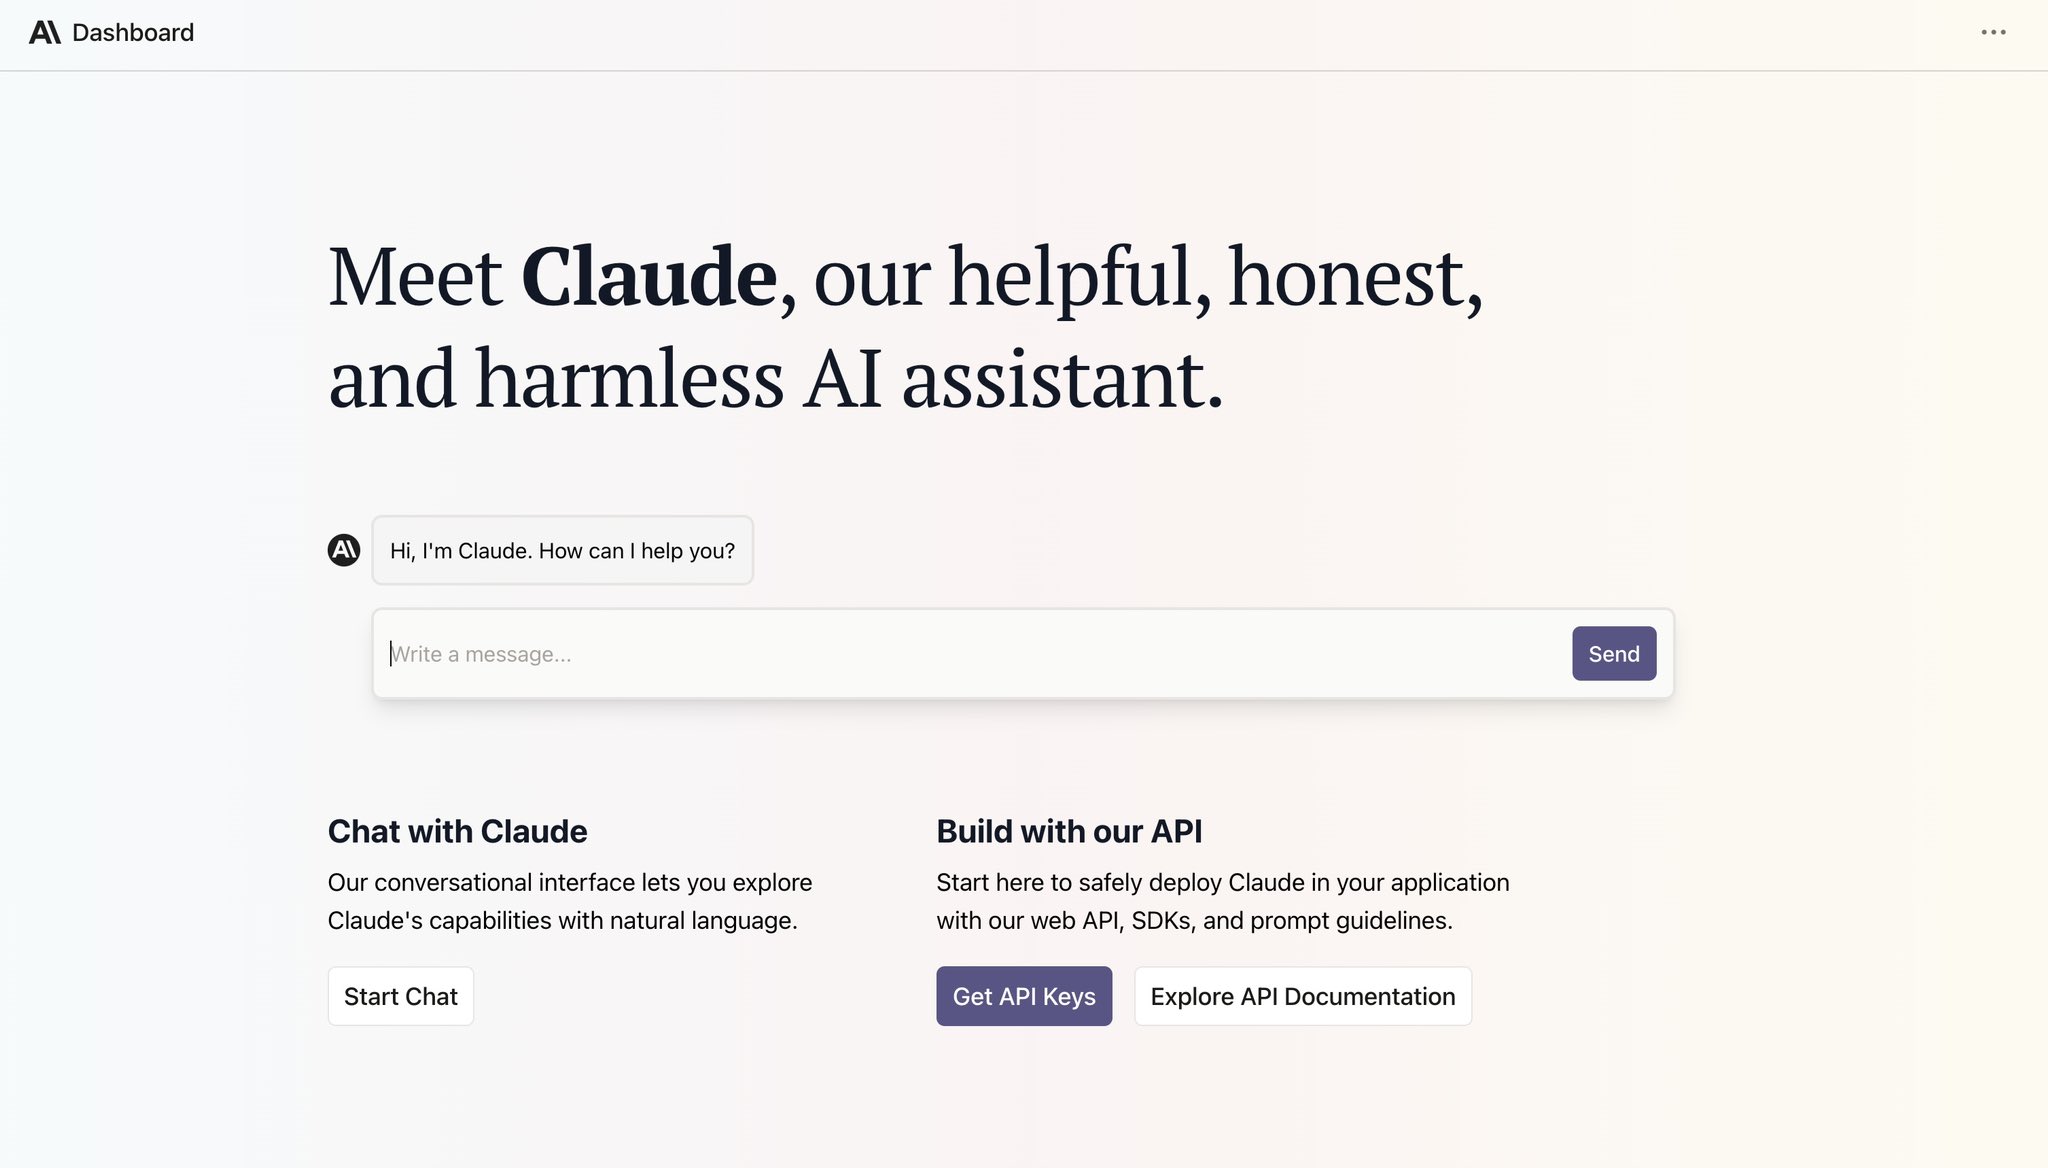 Dashboard
Meet Claude, our helpful, honest,
and harmless AI assistant.
Hi, I'm Claude. How can I help you?
Write a message...
Send
Chat with Claude
Our conversational interface lets you explore
Claude's capabilities with natural language.
Start Chat
Build with our API
Start here to safely deploy Claude in your application
with our web API, SDKs, and prompt guidelines.
Get API Keys
Explore API Documentation